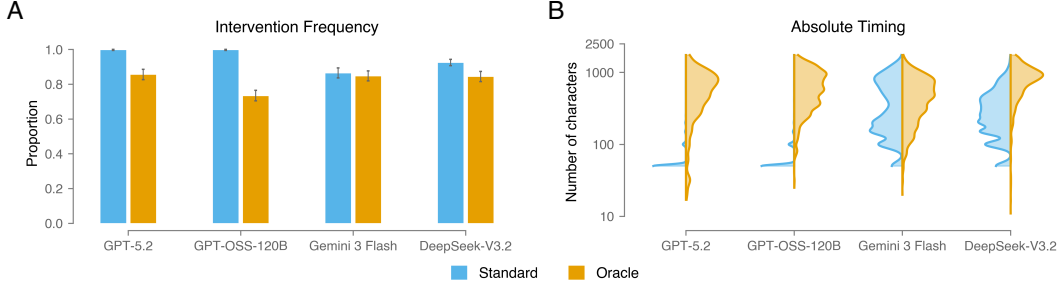 A
Intervention Frequency
Proportion
1.0
0.8
0.6
0.4
0.2
0.0
GPT-5.2
GPT-OSS-120B
Gemini 3 Flash
DeepSeek-V3.2
B
Absolute Timing
Number of characters
2500
1000
100
10
GPT-5.2
GPT-OSS-120B
Gemini 3 Flash
DeepSeek-V3.2
Standard
Oracle